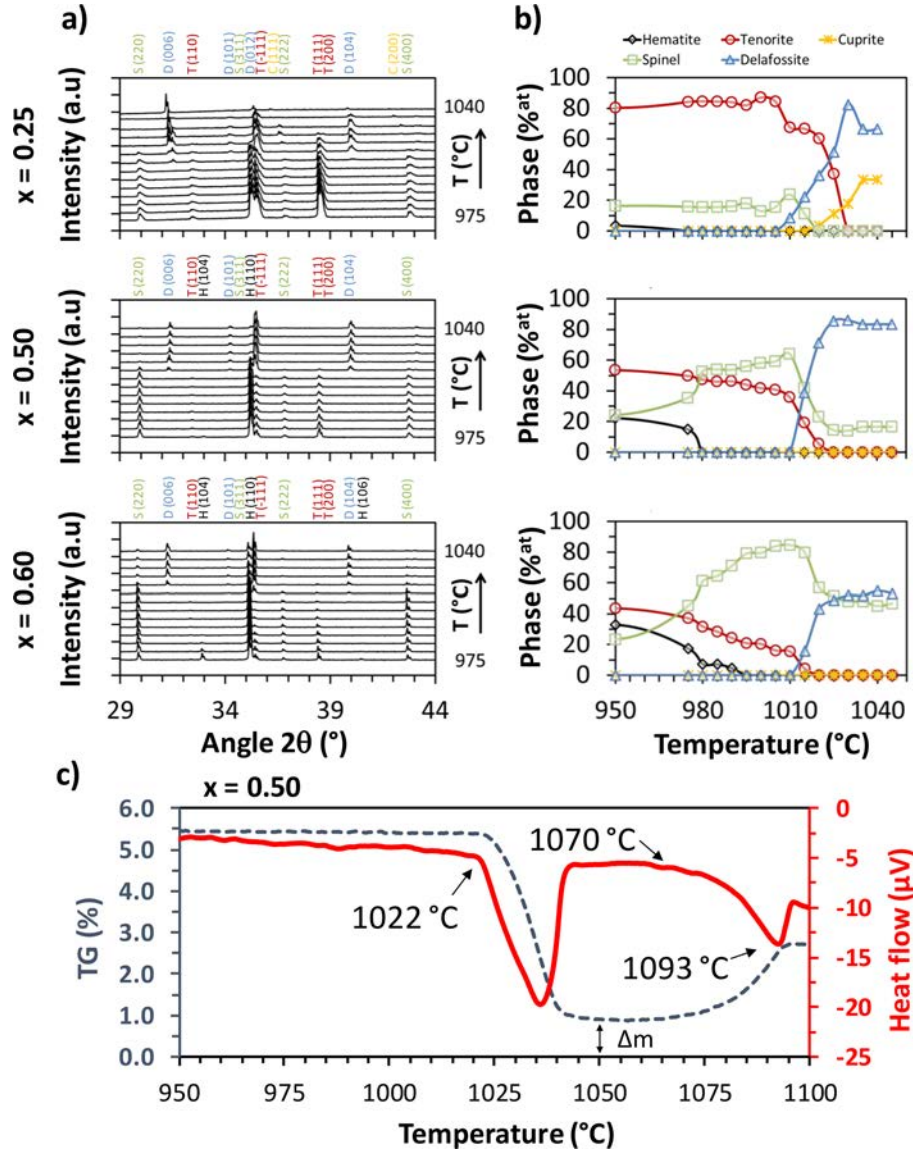 a)
S (220)
D (006)
T (110)
D (101)
S (311)
D (012)
T (-111)
C (111)
S (222)
T (111)
T (200)
D (104)
C (200)
S (400)
x = 0.25
Intensity (a.u)
1040
T (°C)
975
S (220)
D (006)
T (110)
H (104)
D (101)
S (311)
H (110)
T (-111)
S (222)
T (111)
T (200)
D (104)
S (400)
x = 0.50
Intensity (a.u)
1040
T (°C)
975
S (220)
D (006)
T (110)
H (104)
D (101)
S (311)
H (110)
T (-111)
S (222)
T (111)
T (200)
D (104)
H (106)
S (400)
x = 0.60
Intensity (a.u)
1040
T (°C)
975
29 34 39 44
Angle 2θ (°)
b)
Hematite Tenorite Cuprite
Spinel Delafossite
Phase (%at)
100
80
60
40
20
0
Phase (%at)
100
80
60
40
20
0
Phase (%at)
100
80
60
40
20
0
950 980 1010 1040
Temperature (°C)
c)
x = 0.50
TG (%)
6.0
5.0
4.0
3.0
2.0
1.0
0.0
1022 °C
1070 °C
1093 °C
Δm
0
-5
-10
-15
-20
-25
Heat flow (µV)
950 975 1000 1025 1050 1075 1100
Temperature (°C)